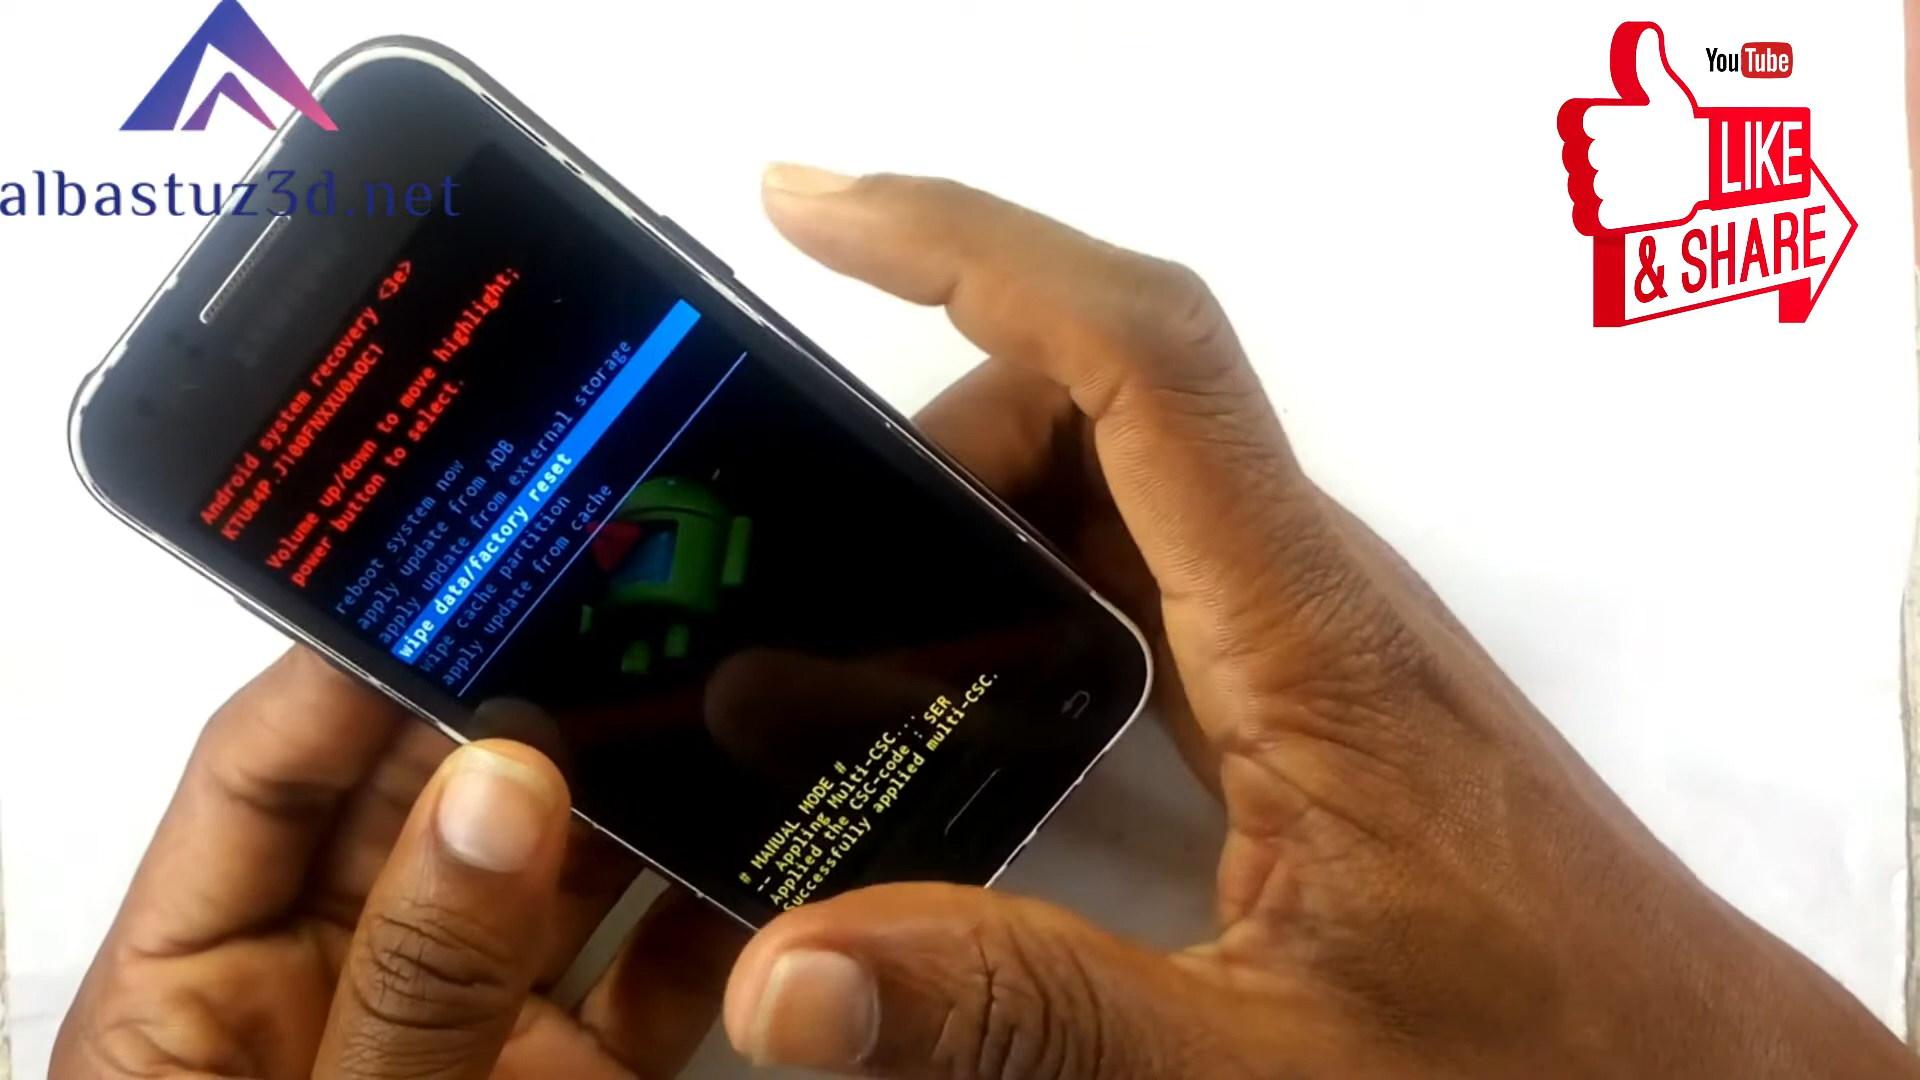 albastuz3d.net
YouTube
LIKE
& SHARE
Android system recovery <3e>
KTU84P.J100FNXXU0AOC1
Volume up/down to move highlight;
power button to select.
reboot system now
apply update from ADB
apply update from external storage
wipe data/factory reset
wipe cache partition
apply update from cache
# MANUAL MODE #
-- Appling Multi-CSC...
Applied the CSC-code : SER
Successfully applied multi-CSC.